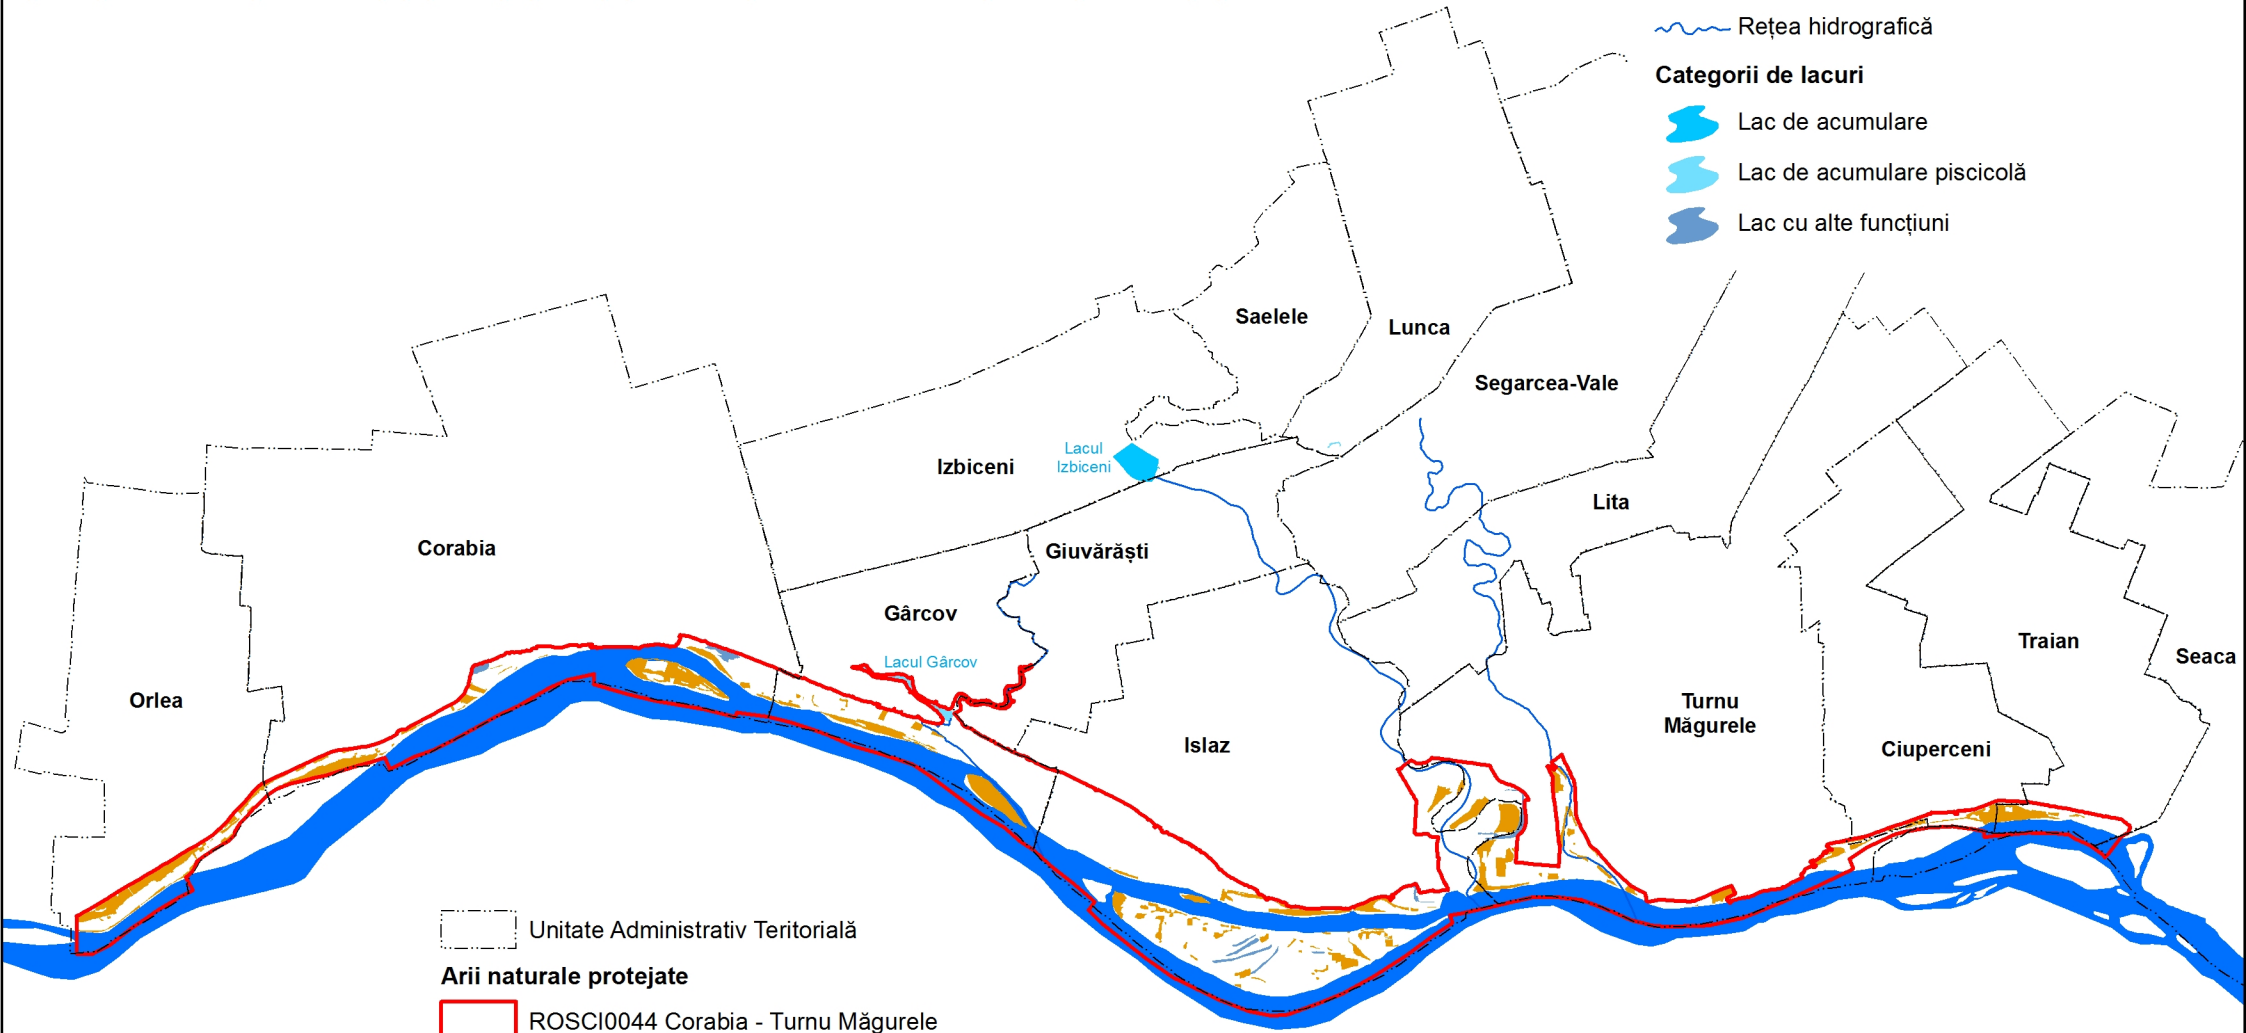 Rețea hidrografică
Categorii de lacuri
Lac de acumulare
Lac de acumulare piscicolă
Lac cu alte funcțiuni
Saelele
Lunca
Segarcea-Vale
Lacul
Izbiceni
Izbiceni
Lita
Corabia
Giuvărăști
Gârcov
Traian
Seaca
Lacul Gârcov
Orlea
Turnu
Măgurele
Islaz
Ciuperceni
Unitate Administrativ Teritorială
Arii naturale protejate
ROSCI0044 Corabia - Turnu Măgurele